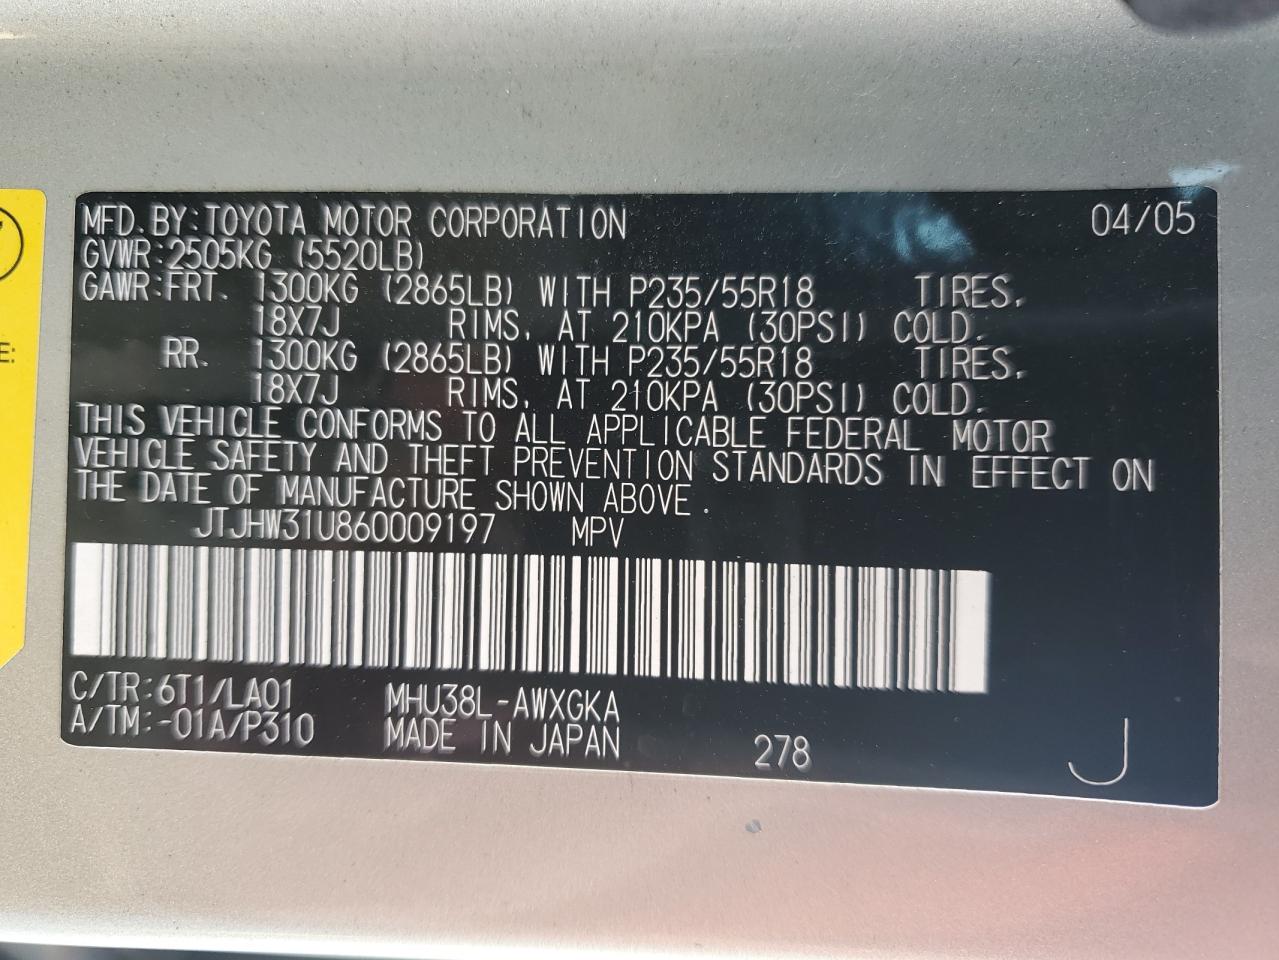 MFD. BY: TOYOTA MOTOR CORPORATION 04/05
GVWR: 2505KG (5520LB)
GAWR: FRT. 1300KG (2865LB) WITH P235/55R18 TIRES,
18X7J RIMS, AT 210KPA (30PSI) COLD.
RR. 1300KG (2865LB) WITH P235/55R18 TIRES,
18X7J RIMS, AT 210KPA (30PSI) COLD.
THIS VEHICLE CONFORMS TO ALL APPLICABLE FEDERAL MOTOR
VEHICLE SAFETY AND THEFT PREVENTION STANDARDS IN EFFECT ON
THE DATE OF MANUFACTURE SHOWN ABOVE.
JTJHW31U860009197 MPV
C/TR: 6T1/LA01 MHU38L-AWXGKA
A/TM: -01A/P310 MADE IN JAPAN 278 J
E: